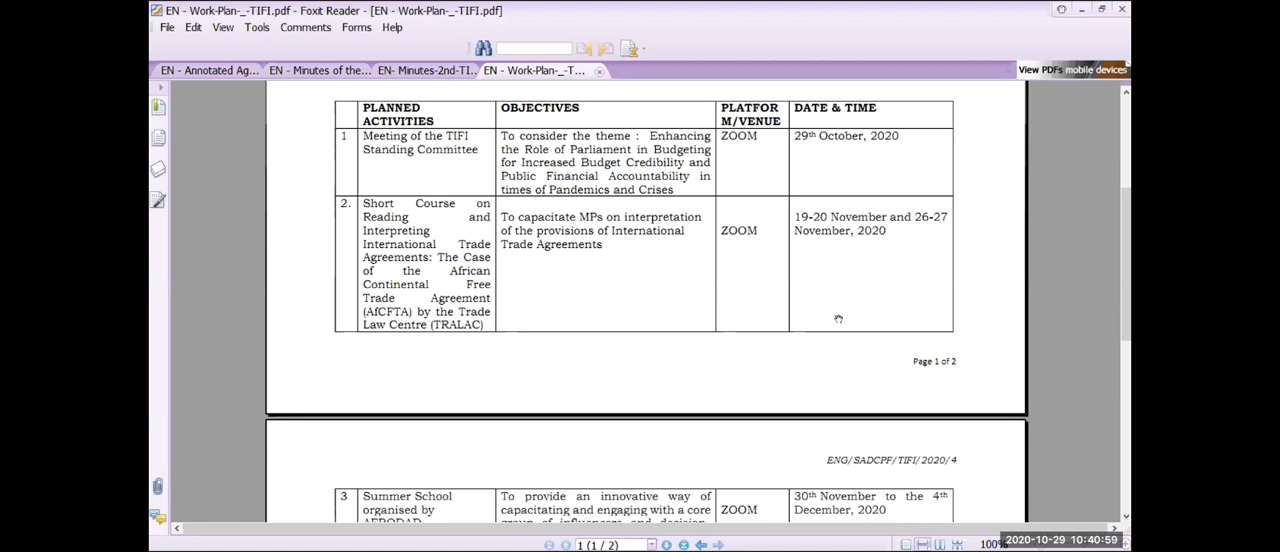 EN - Work-Plan-_-TIFI.pdf - Foxit Reader - [EN - Work-Plan-_-TIFI.pdf]
File Edit View Tools Comments Forms Help
EN - Annotated Ag... EN - Minutes of the... EN- Minutes-2nd-TI... EN - Work-Plan-_-T...
View PDFs mobile devices
PLANNED ACTIVITIES
OBJECTIVES
PLATFOR
M/VENUE
DATE & TIME
1
Meeting of the TIFI
Standing Committee
To consider the theme : Enhancing
the Role of Parliament in Budgeting
for Increased Budget Credibility and
Public Financial Accountability in
times of Pandemics and Crises
ZOOM
29th October, 2020
2.
Short Course on
Reading and
Interpreting
International Trade
Agreements: The Case
of the African
Continental Free
Trade Agreement
(AfCFTA) by the Trade
Law Centre (TRALAC)
To capacitate MPs on interpretation
of the provisions of International
Trade Agreements
ZOOM
19-20 November and 26-27
November, 2020
Page 1 of 2
ENG/SADCPF/TIFI/2020/4
3
Summer School
organised by
AFRODAD
To provide an innovative way of
capacitating and engaging with a core
group of influencers and decision-
ZOOM
30th November to the 4th
December, 2020
1 (1 / 2)
100%
2020-10-29 10:40:59